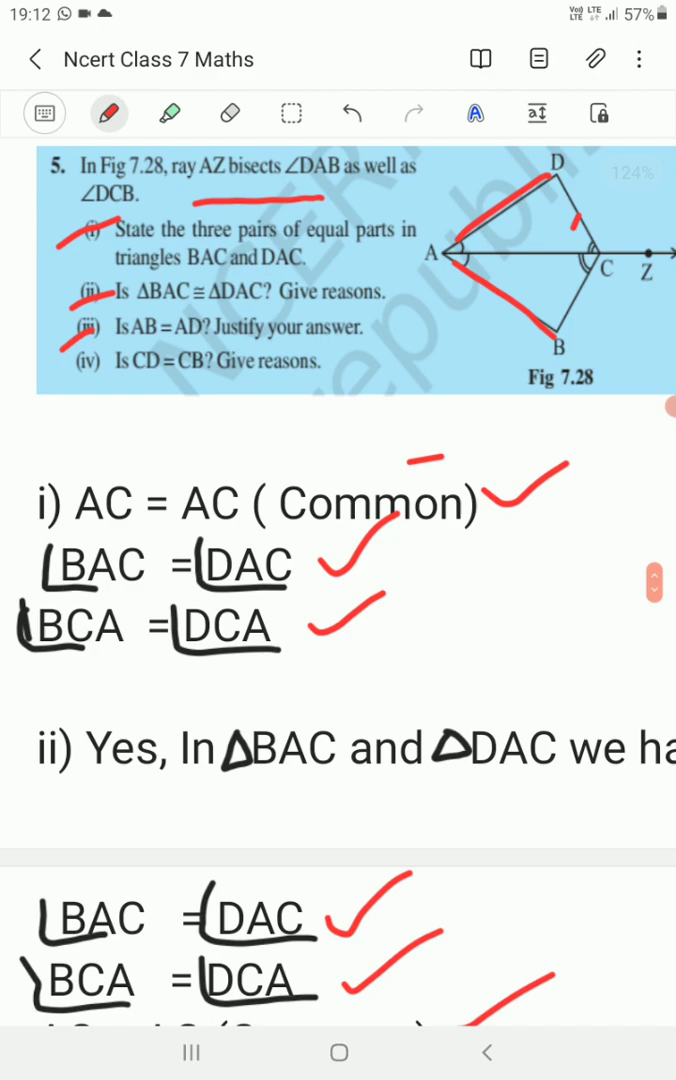 19:12 57%
Ncert Class 7 Maths
5. In Fig 7.28, ray AZ bisects ∠DAB as well as
∠DCB.
(i) State the three pairs of equal parts in
triangles BAC and DAC.
(ii) Is ΔBAC ≅ ΔDAC? Give reasons.
(iii) Is AB = AD? Justify your answer.
(iv) Is CD = CB? Give reasons.
D
A
C Z
B
Fig 7.28
124%
i) AC = AC ( Common)
∠BAC = ∠DAC
∠BCA = ∠DCA
ii) Yes, In ΔBAC and ΔDAC we ha
∠BAC = ∠DAC
∠BCA = ∠DCA